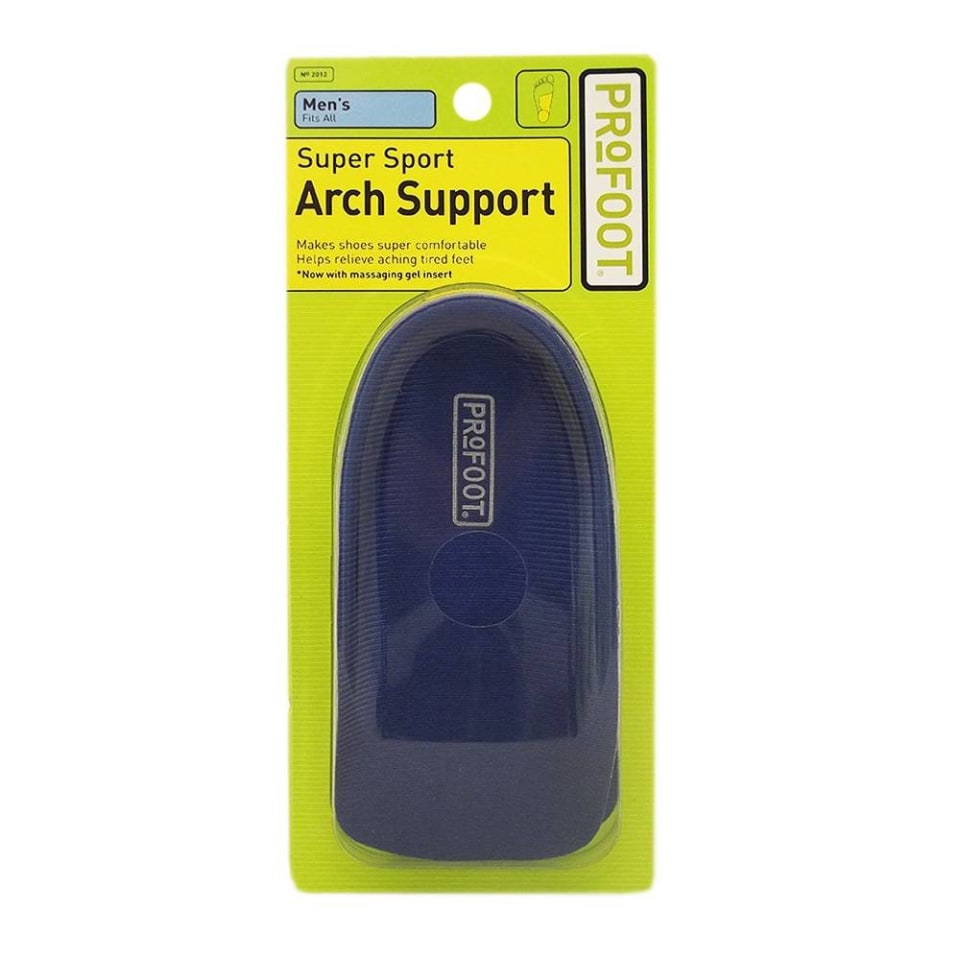 Nº 2012
Men's
Fits All
Super Sport
Arch Support
Makes shoes super comfortable
Helps relieve aching tired feet
*Now with massaging gel insert
PROFOOT®
PROFOOT®